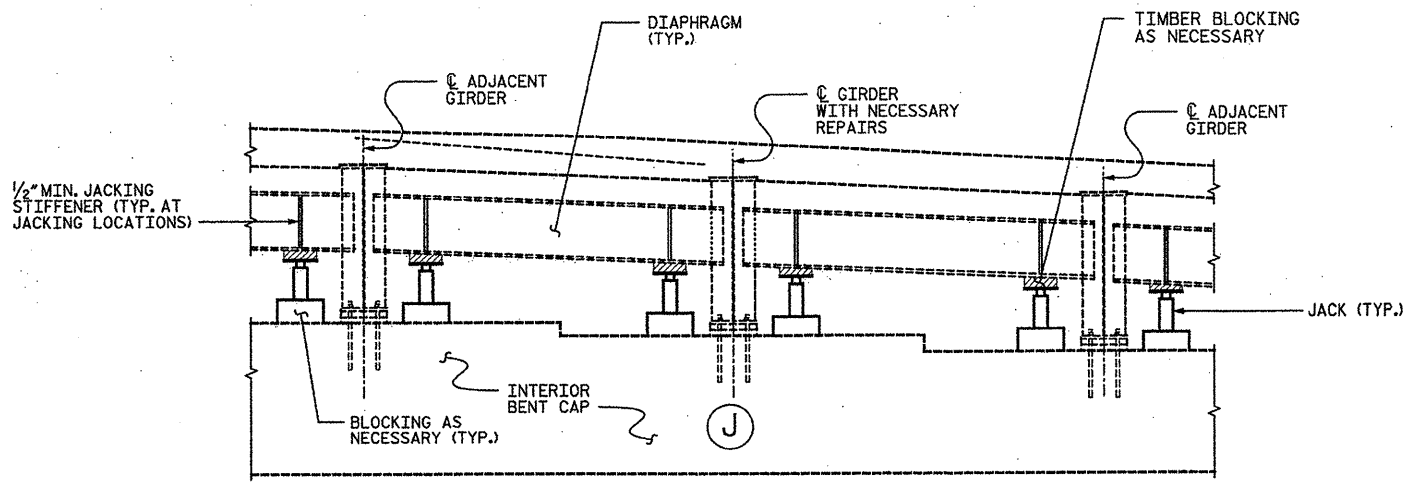 DIAPHRAGM
(TYP.)
TIMBER BLOCKING
AS NECESSARY
℄ ADJACENT
GIRDER
℄ GIRDER
WITH NECESSARY
REPAIRS
℄ ADJACENT
GIRDER
1/2" MIN. JACKING
STIFFENER (TYP. AT
JACKING LOCATIONS)
JACK (TYP.)
INTERIOR
BENT CAP
BLOCKING AS
NECESSARY (TYP.)
J